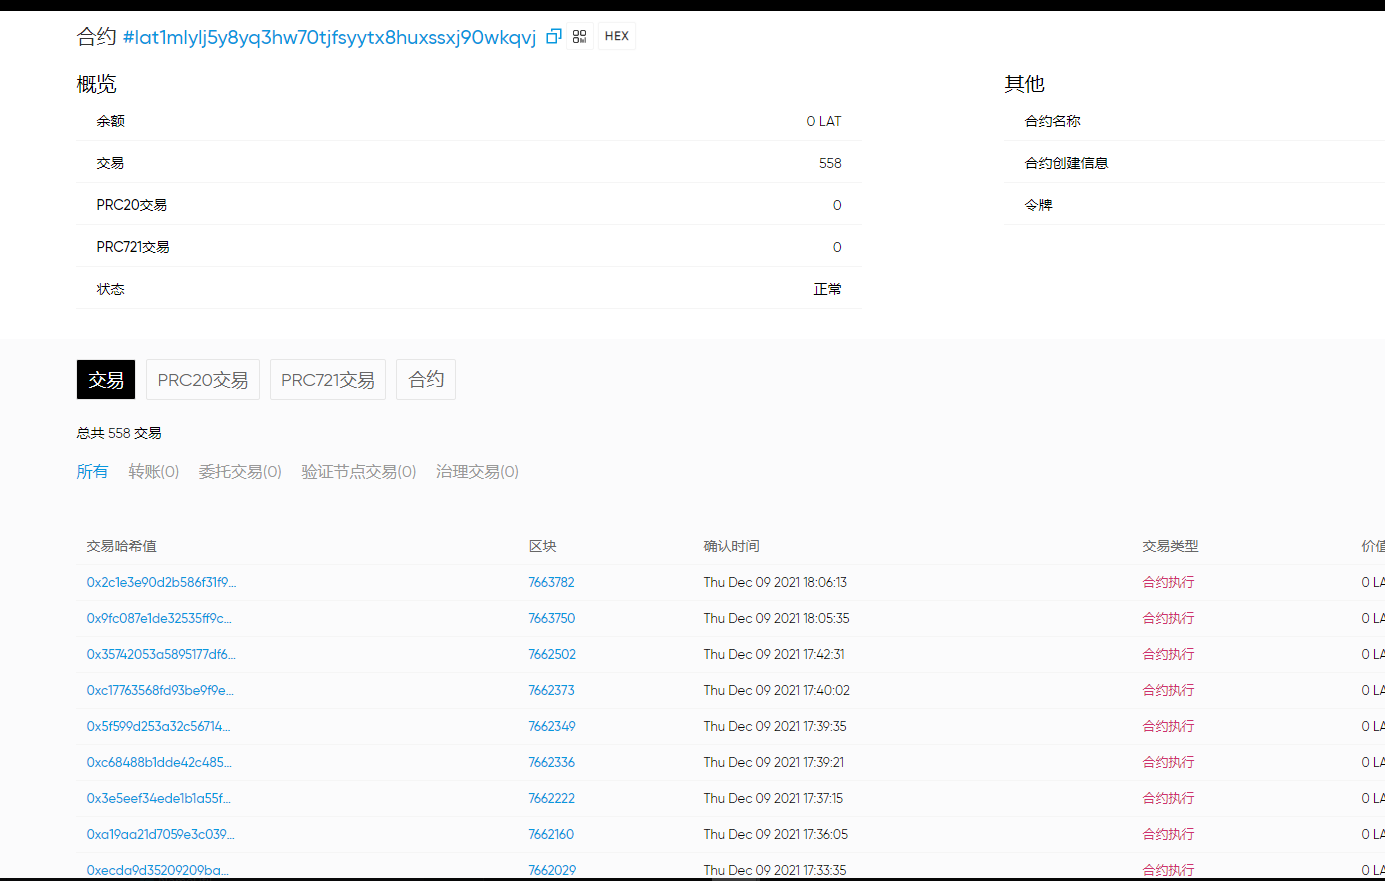 合约 #lat1mlylj5y8yq3hw70tjfsyytx8huxssxj90wkqvj HEX
概览
余额 0 LAT
交易 558
PRC20交易 0
PRC721交易 0
状态 正常
其他
合约名称
合约创建信息
令牌
交易 PRC20交易 PRC721交易 合约
总共 558 交易
所有 转账(0) 委托交易(0) 验证节点交易(0) 治理交易(0)
交易哈希值 区块 确认时间 交易类型 价值
0x2c1e3e90d2b586f31f9... 7663782 Thu Dec 09 2021 18:06:13 合约执行 0 LA
0x9fc087e1de32535ff9c... 7663750 Thu Dec 09 2021 18:05:35 合约执行 0 LA
0x35742053a5895177df6... 7662502 Thu Dec 09 2021 17:42:31 合约执行 0 LA
0xc17763568fd93be9f9e... 7662373 Thu Dec 09 2021 17:40:02 合约执行 0 LA
0x5f599d253a32c56714... 7662349 Thu Dec 09 2021 17:39:35 合约执行 0 LA
0xc68488b1dde42c485... 7662336 Thu Dec 09 2021 17:39:21 合约执行 0 LA
0x3e5eef34ede1b1a55f... 7662222 Thu Dec 09 2021 17:37:15 合约执行 0 LA
0xa19aa21d7059e3c039... 7662160 Thu Dec 09 2021 17:36:05 合约执行 0 LA
0xecda9d35209209ba... 7662029 Thu Dec 09 2021 17:33:35 合约执行 0 LA